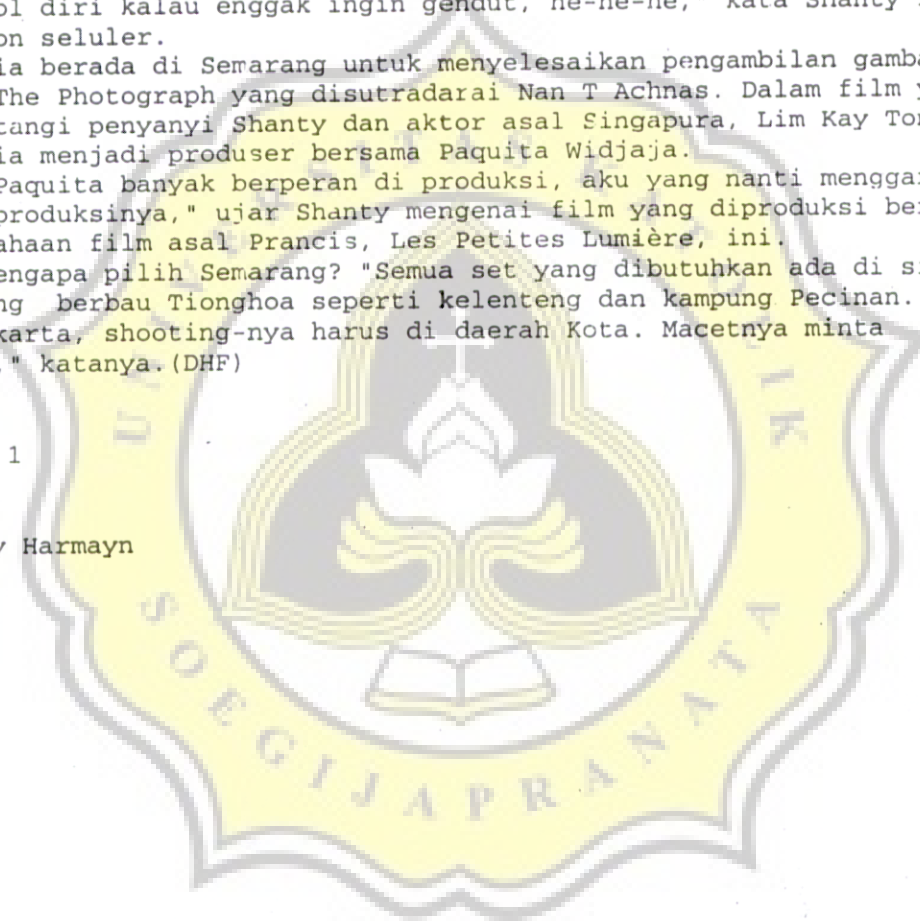 ol diri kalau enggak ingin gendut, he-he-he," kata Shanty
on seluler.
ia berada di Semarang untuk menyelesaikan pengambilan gamba
The Photograph yang disutradarai Nan T Achnas. Dalam film
tangi penyanyi Shanty dan aktor asal Singapura, Lim Kay To
ia menjadi produser bersama Paquita Widjaja.
Paquita banyak berperan di produksi, aku yang nanti mengga
produksinya," ujar Shanty mengenai film yang diproduksi be
ahaan film asal Prancis, Les Petites Lumière, ini.
engapa pilih Semarang? "Semua set yang dibutuhkan ada di s
ng berbau Tionghoa seperti kelenteng dan kampung Pecinan.
karta, shooting-nya harus di daerah Kota. Macetnya minta
." katanya.(DHF)
1
y Harmayn
UN IK
SOEGIJAPRANATA